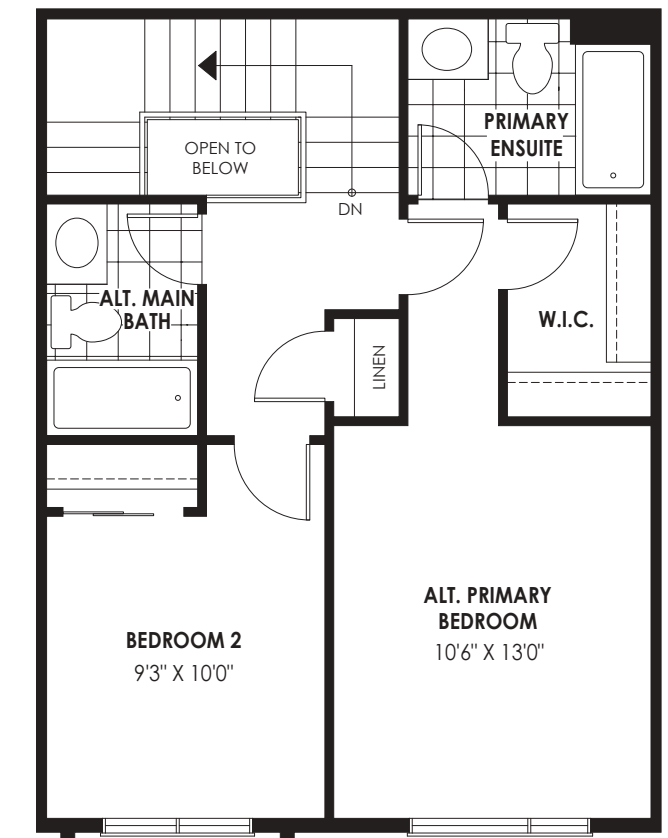 PRIMARY
ENSUITE
OPEN TO
BELOW
DN
ALT. MAIN
BATH
W.I.C.
LINEN
ALT. PRIMARY
BEDROOM
10'6" X 13'0"
BEDROOM 2
9'3" X 10'0"